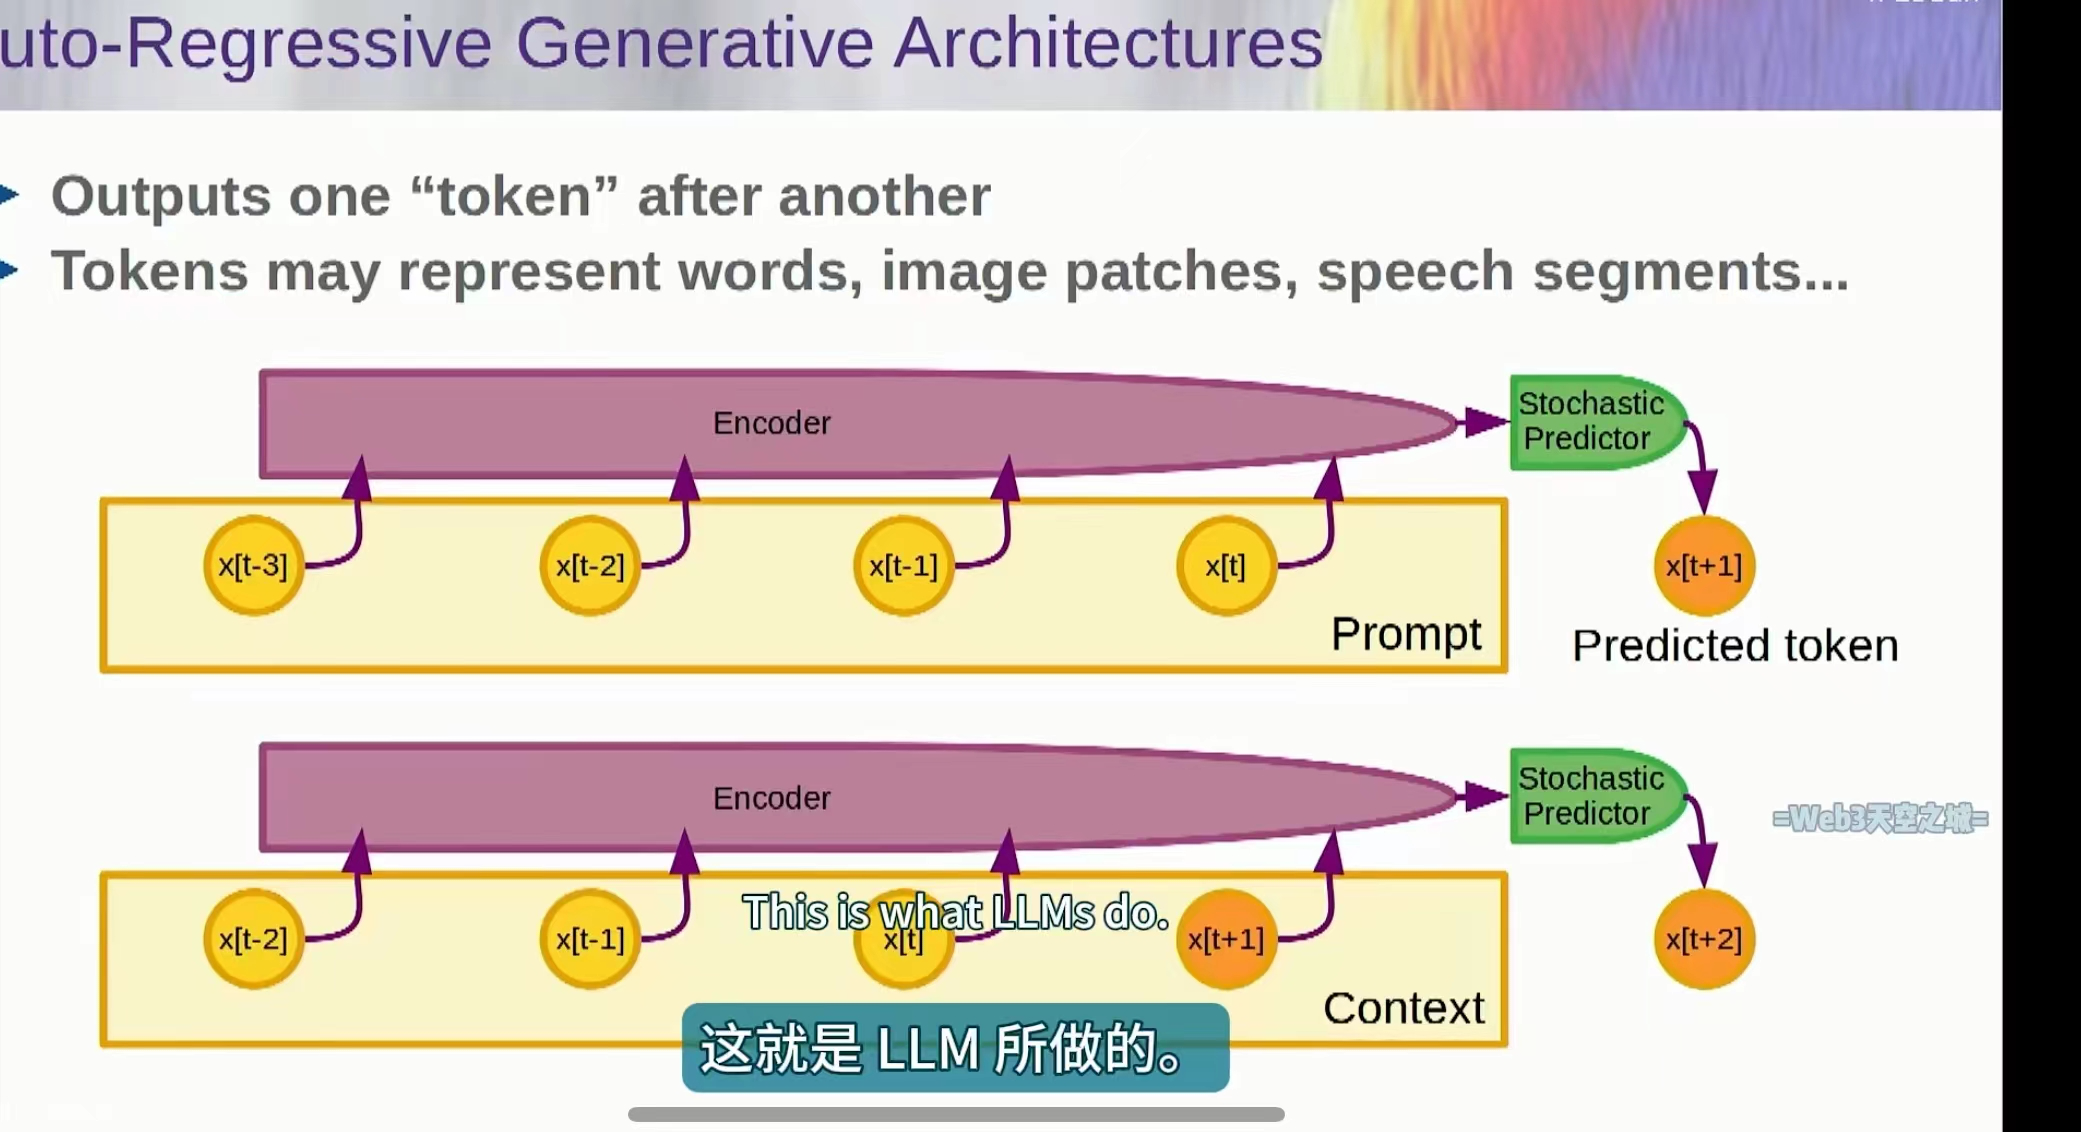 uto-Regressive Generative Architectures
Outputs one “token” after another
Tokens may represent words, image patches, speech segments...
Encoder
Stochastic
Predictor
x[t-3]
x[t-2]
x[t-1]
x[t]
x[t+1]
Prompt
Predicted token
Encoder
Stochastic
Predictor
=Web3天空之城=
This is what LLMs do.
x[t-2]
x[t-1]
x[t]
x[t+1]
x[t+2]
Context
这就是 LLM 所做的。